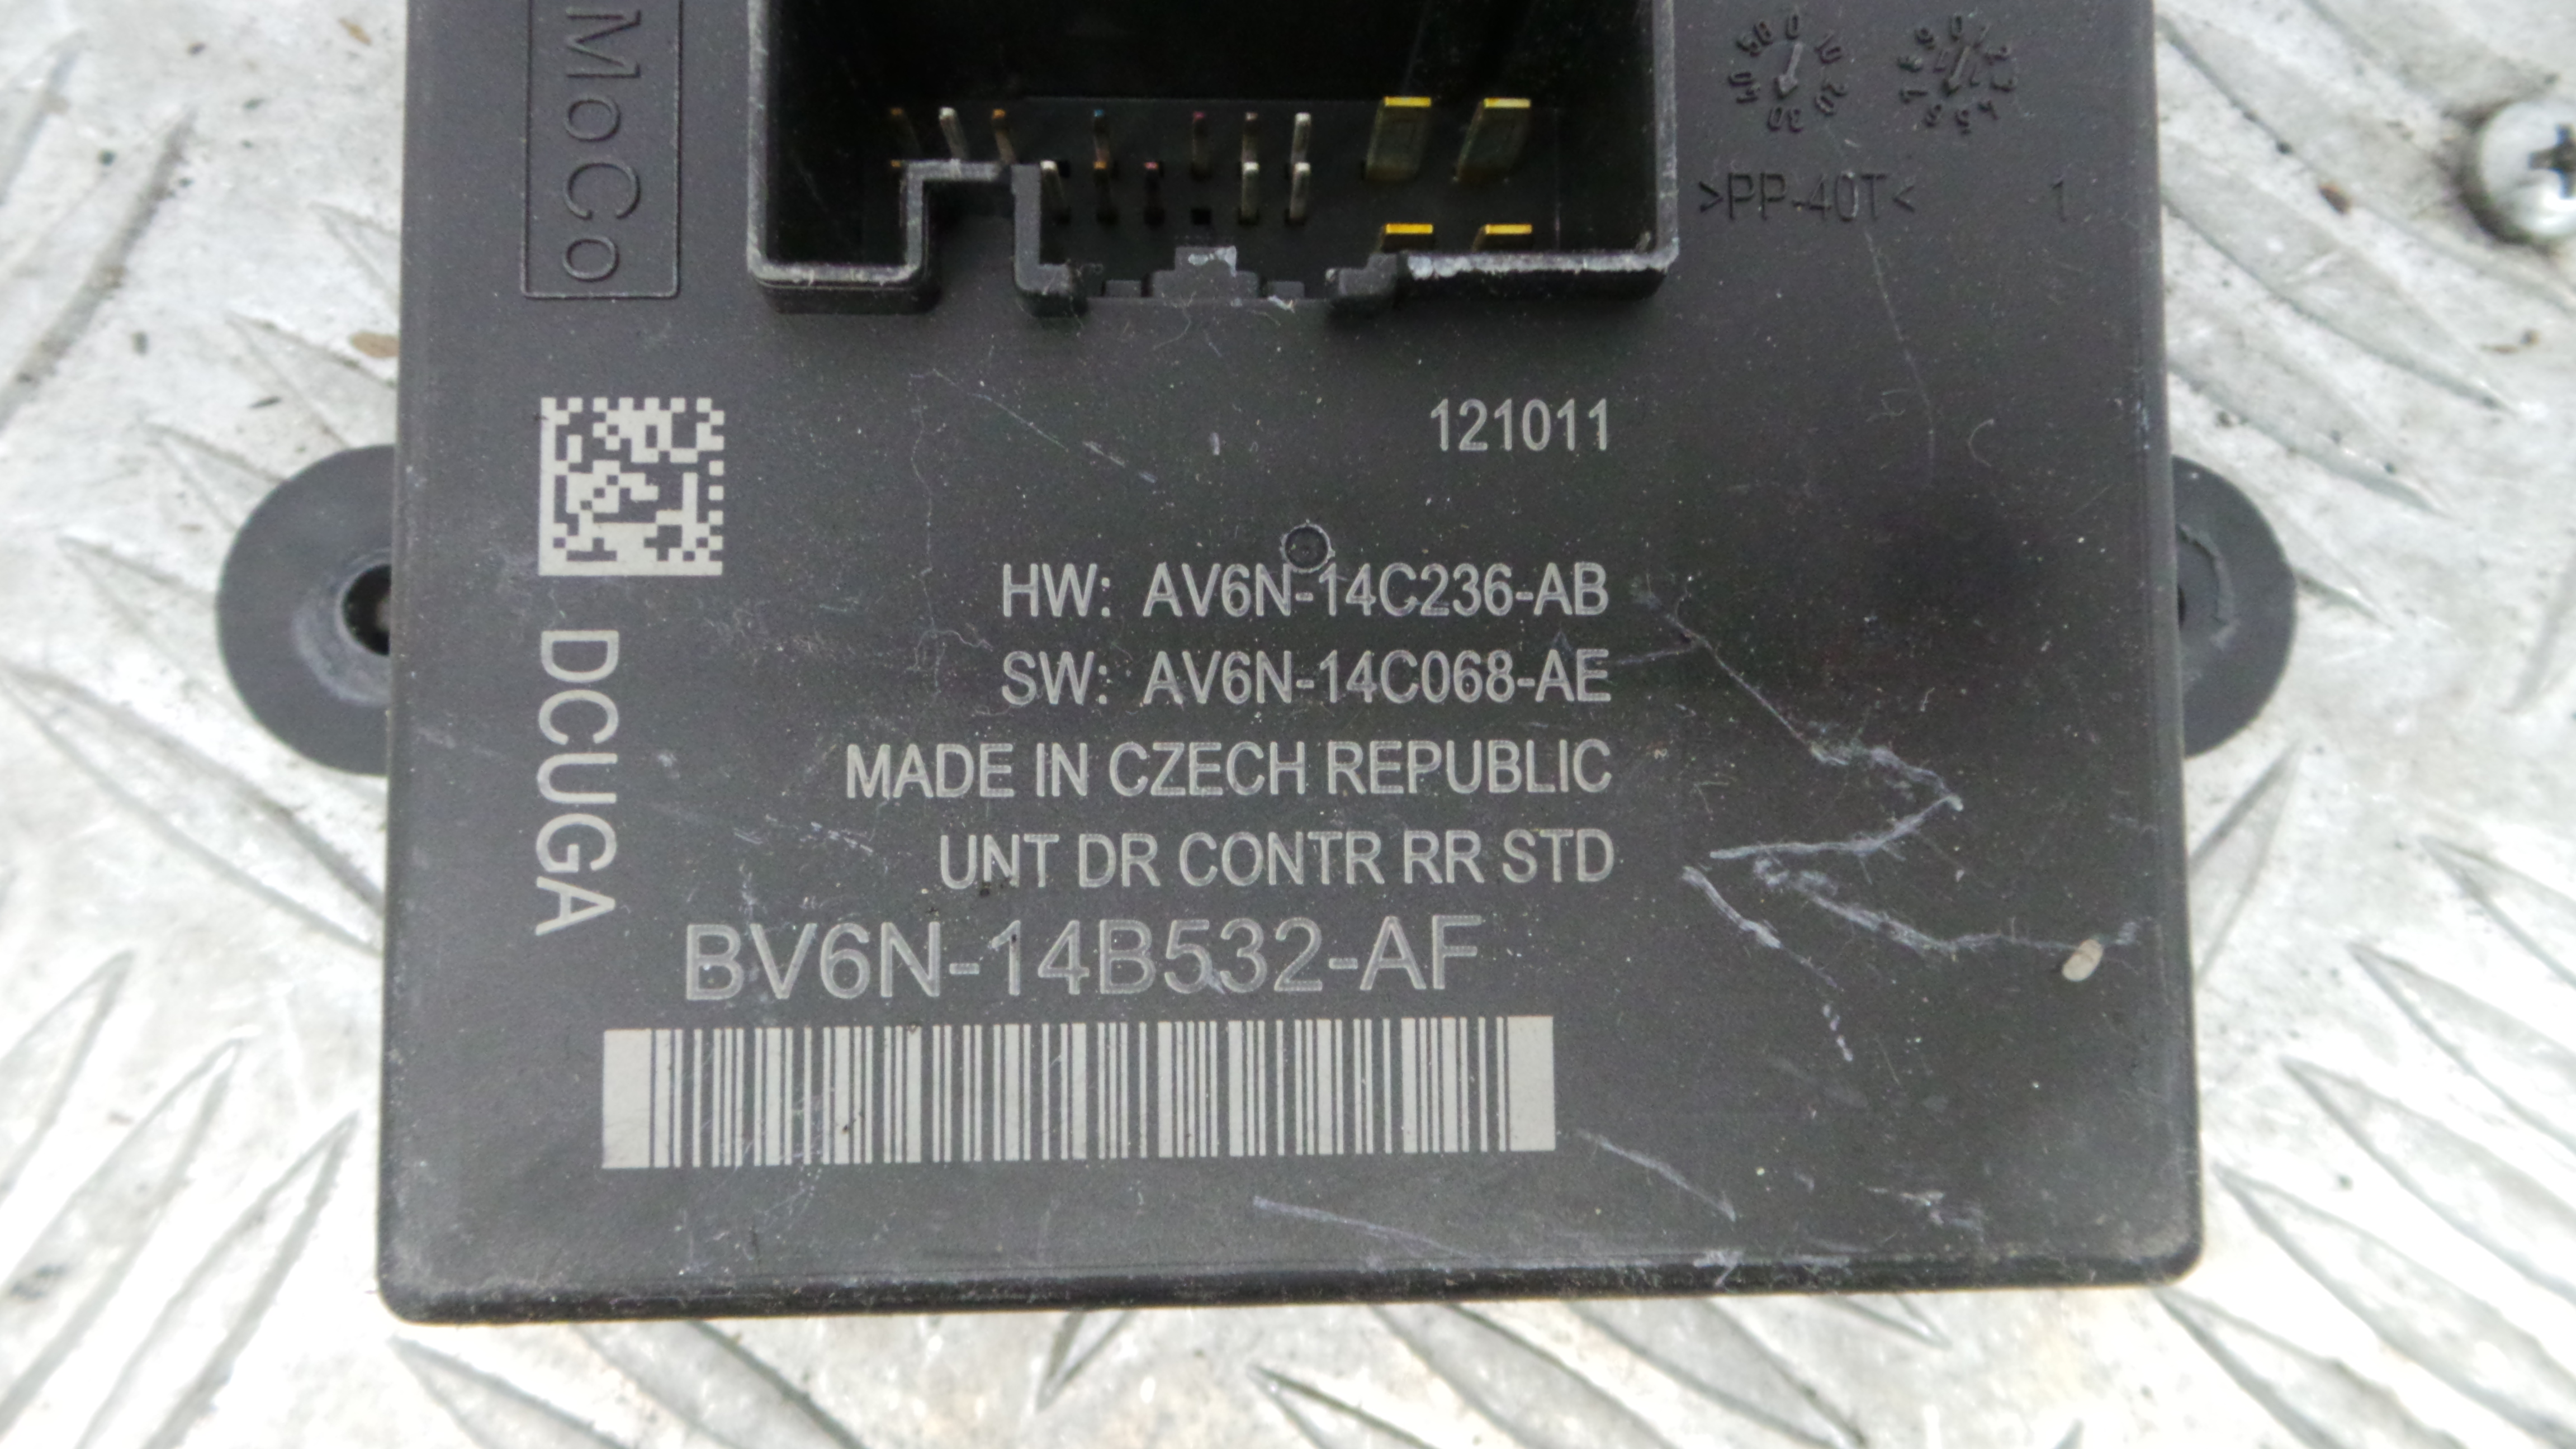 MoCo
>PP-40T<
1
121011
HW: AV6N-14C236-AB
SW: AV6N-14C068-AE
MADE IN CZECH REPUBLIC
UNT DR CONTR RR STD
BV6N-14B532-AF
DCUGA